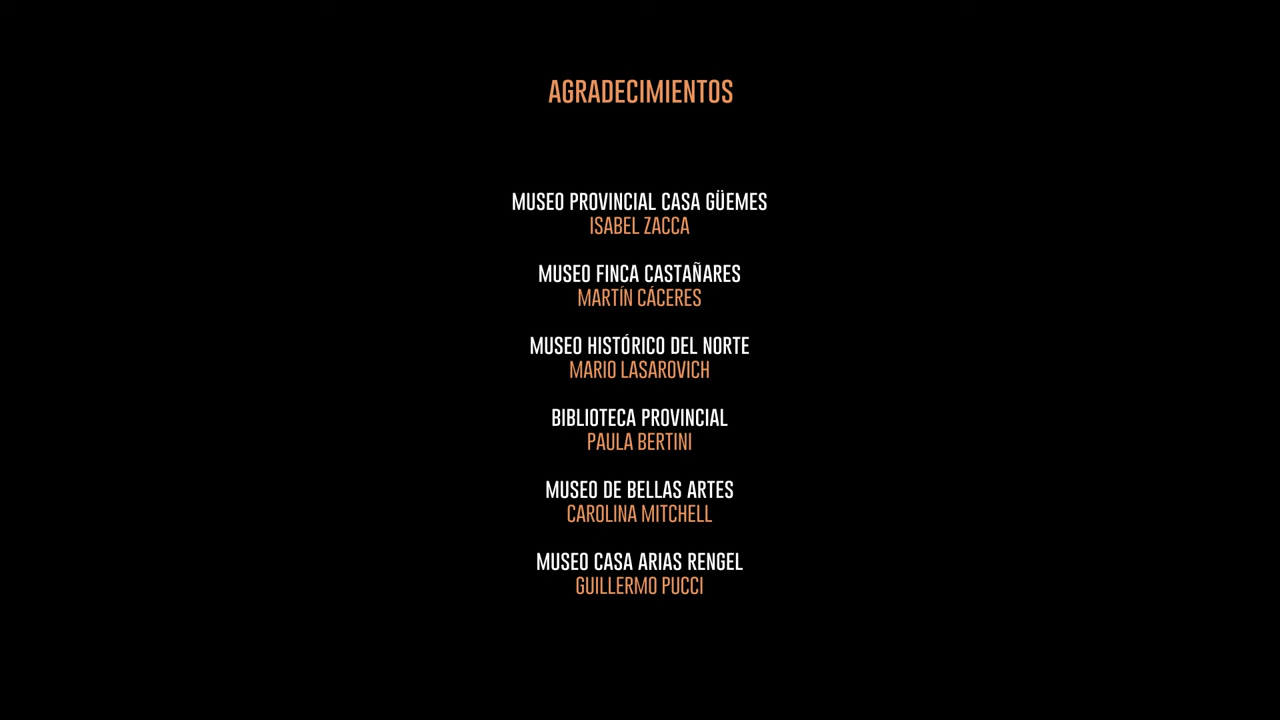 AGRADECIMIENTOS
MUSEO PROVINCIAL CASA GÜEMES
ISABEL ZACCA
MUSEO FINCA CASTAÑARES
MARTÍN CÁCERES
MUSEO HISTÓRICO DEL NORTE
MARIO LASAROVICH
BIBLIOTECA PROVINCIAL
PAULA BERTINI
MUSEO DE BELLAS ARTES
CAROLINA MITCHELL
MUSEO CASA ARIAS RENGEL
GUILLERMO PUCCI